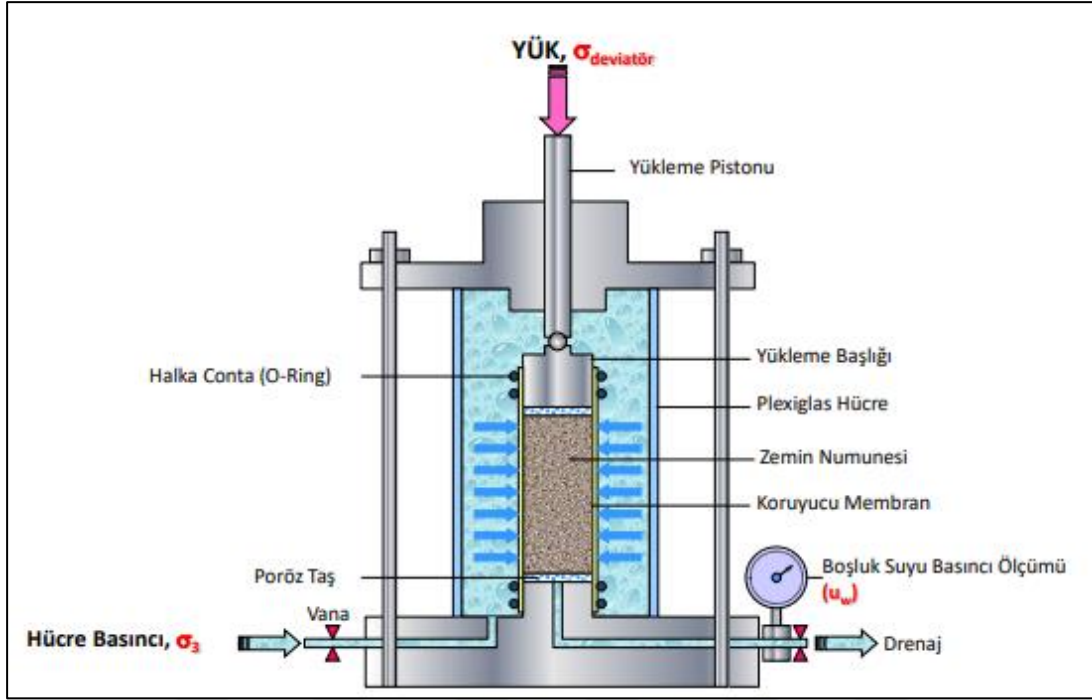 YÜK, σdeviatör
Yükleme Pistonu
Yükleme Başlığı
Halka Conta (O-Ring)
Plexiglas Hücre
Zemin Numunesi
Koruyucu Membran
Poröz Taş
Boşluk Suyu Basıncı Ölçümü
(uw)
Vana
Hücre Basıncı, σ3
Drenaj